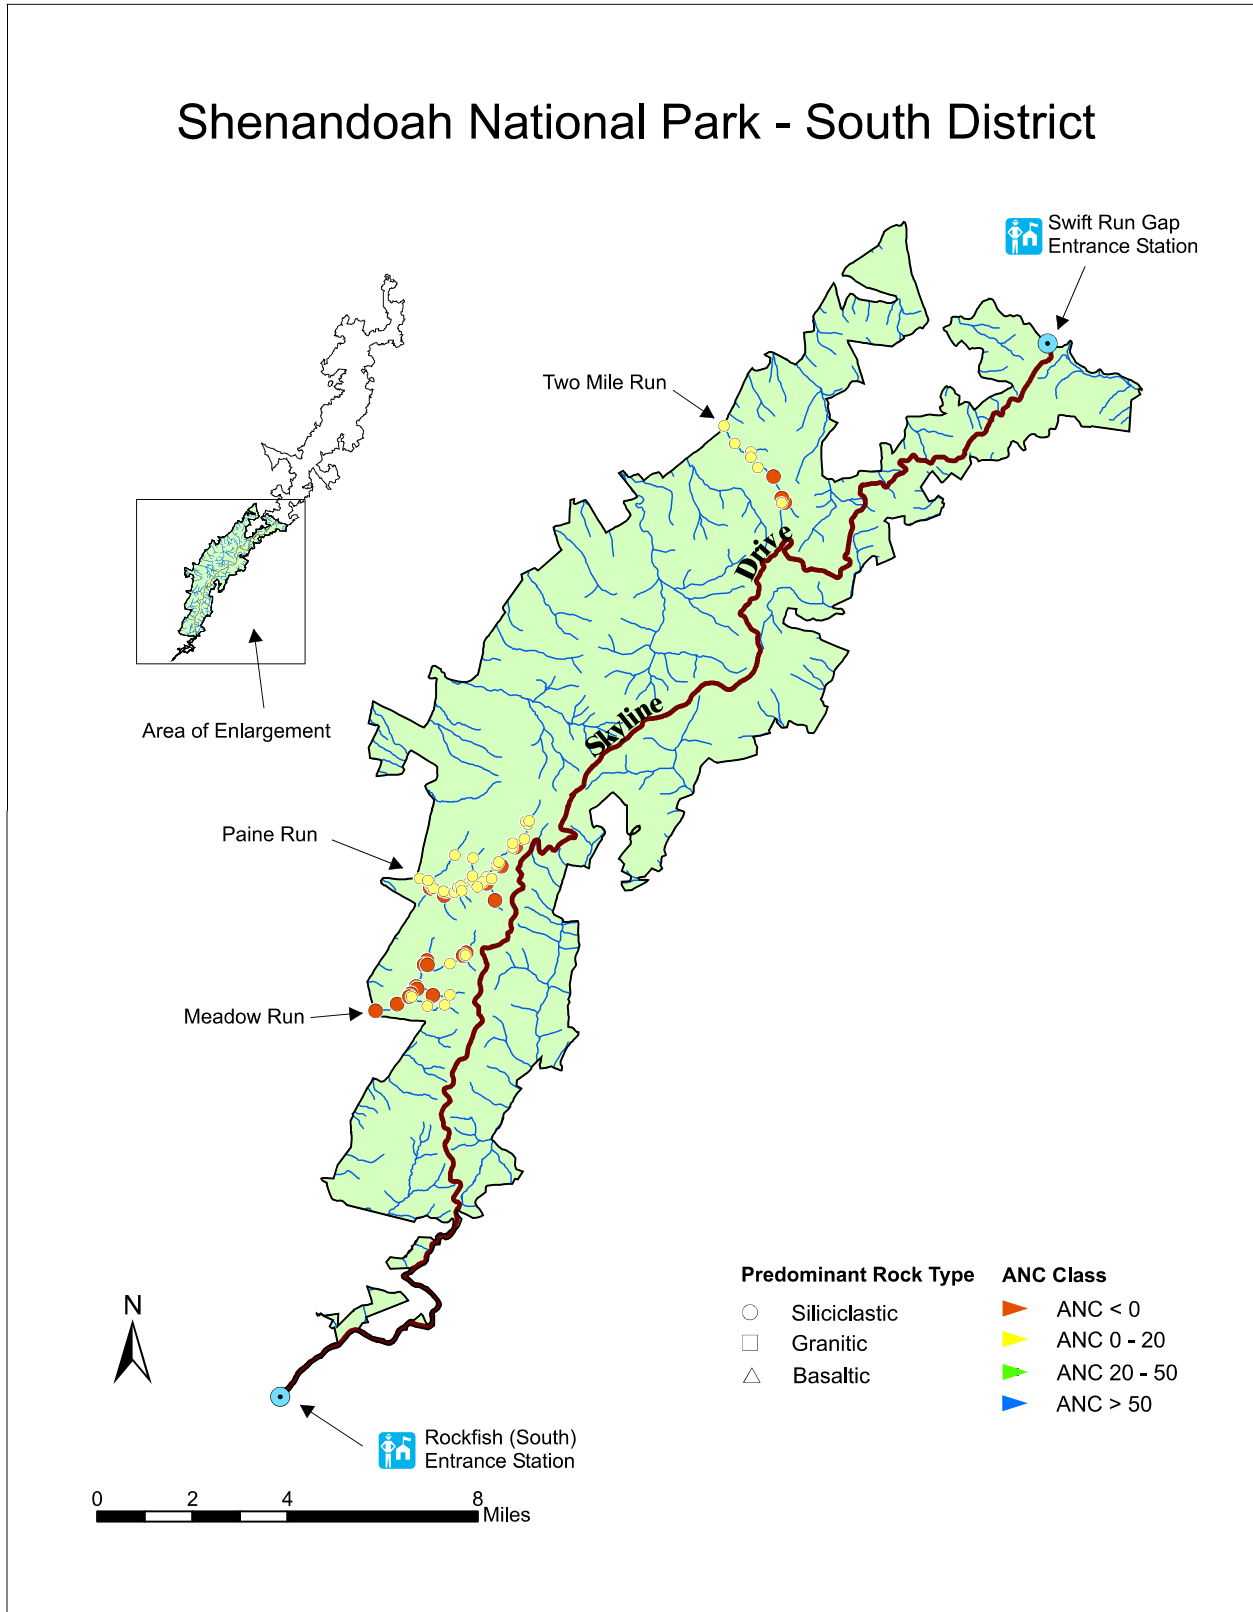 Shenandoah National Park - South District
Swift Run Gap
Entrance Station
Two Mile Run
Drive
Area of Enlargement
Skyline
Paine Run
Meadow Run
Predominant Rock Type
Siliciclastic
Granitic
Basaltic
ANC Class
ANC < 0
ANC 0 - 20
ANC 20 - 50
ANC > 50
N
Rockfish (South)
Entrance Station
0 2 4 8
Miles